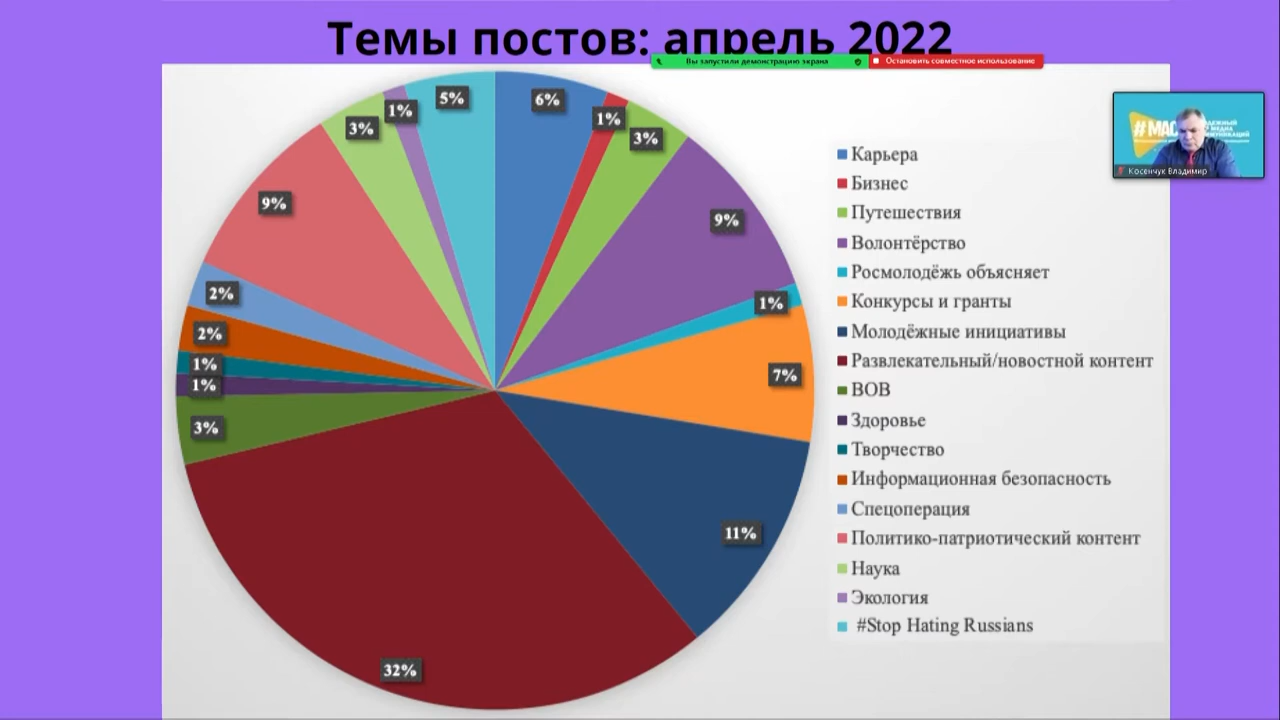 Темы постов: апрель 2022
Вы запустили демонстрацию экрана
Остановить совместное использование
5%
6%
1%
1%
3%
3%
9%
9%
2%
1%
2%
1%
7%
1%
3%
11%
32%
Карьера
Бизнес
Путешествия
Волонтёрство
Росмолодёжь объясняет
Конкурсы и гранты
Молодёжные инициативы
Развлекательный/новостной контент
ВОВ
Здоровье
Творчество
Информационная безопасность
Спецоперация
Политико-патриотический контент
Наука
Экология
#Stop Hating Russians
Косенчук Владимир